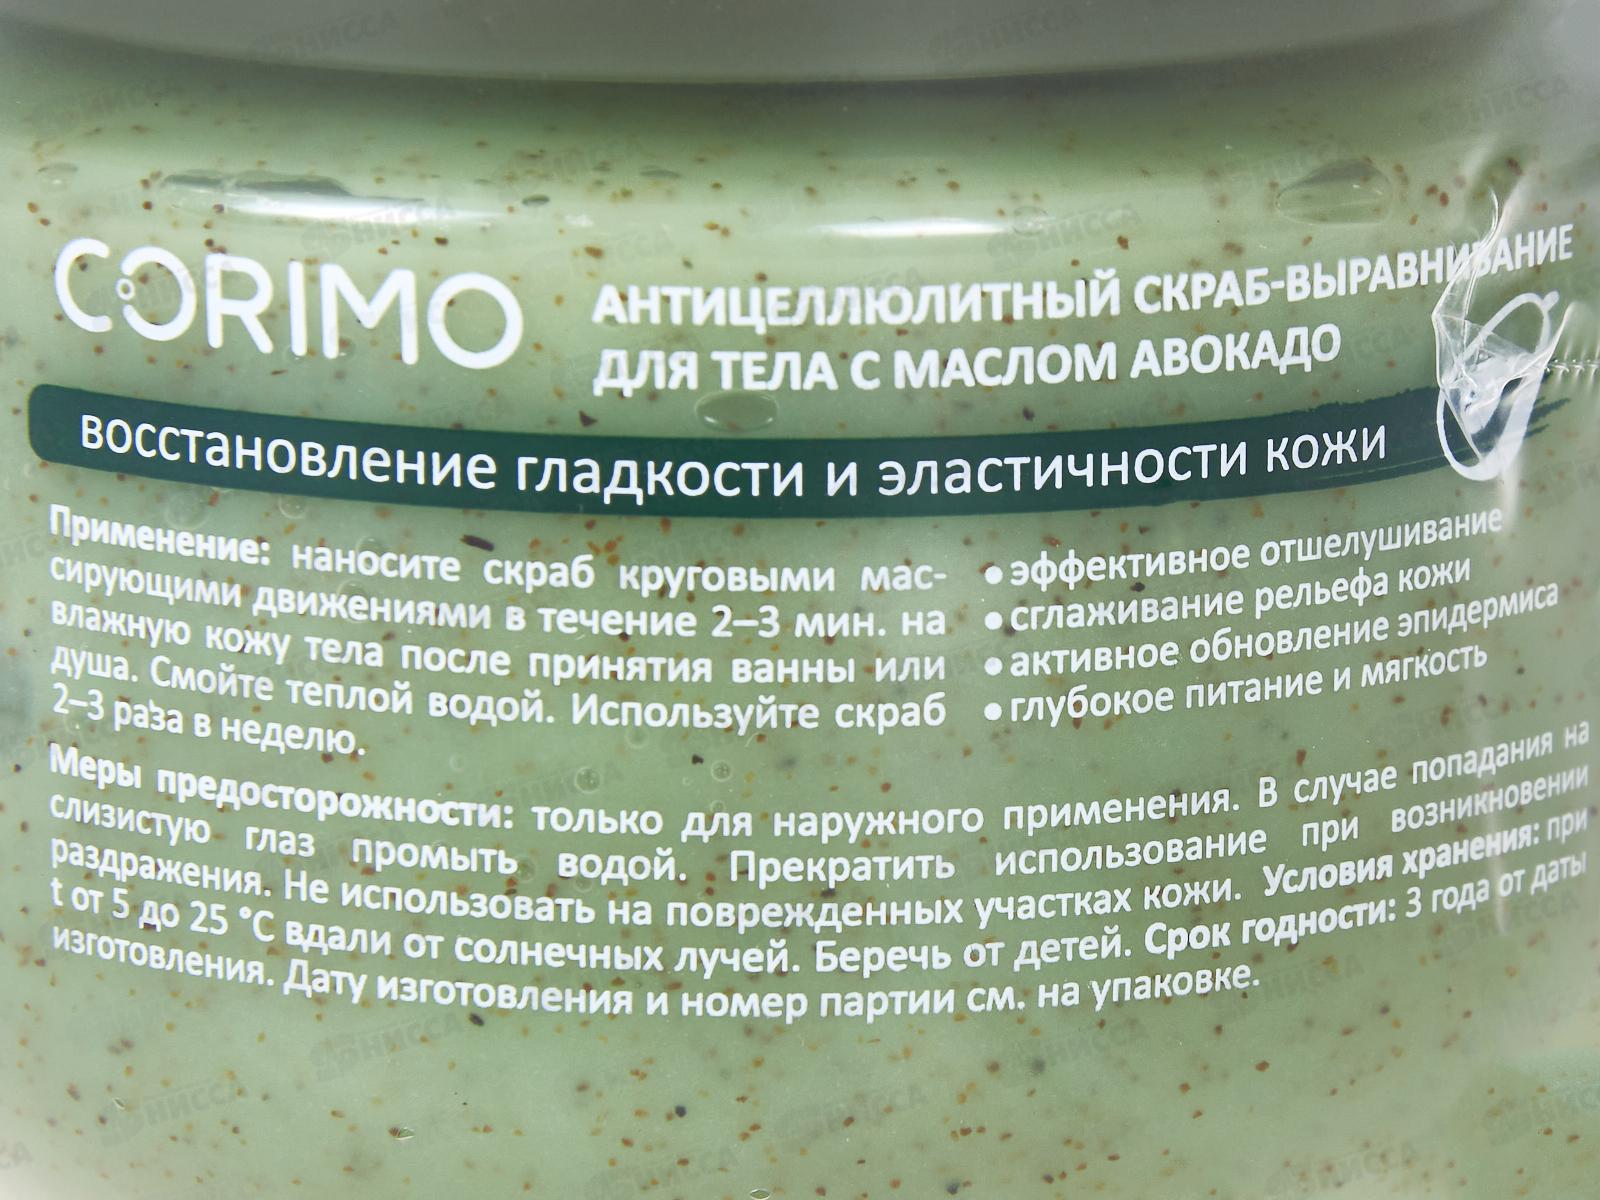 CORIMO
АНТИЦЕЛЛЮЛИТНЫЙ СКРАБ-ВЫРАВНИВАНИЕ
ДЛЯ ТЕЛА С МАСЛОМ АВОКАДО
восстановление гладкости и эластичности кожи
Применение: наносите скраб круговыми мас-
сирующими движениями в течение 2–3 мин. на
влажную кожу тела после принятия ванны или
душа. Смойте теплой водой. Используйте скраб
2–3 раза в неделю.
• эффективное отшелушивание
• сглаживание рельефа кожи
• активное обновление эпидермиса
• глубокое питание и мягкость
Меры предосторожности: только для наружного применения. В случае попадания на
слизистую глаз промыть водой. Прекратить использование при возникновении
раздражения. Не использовать на поврежденных участках кожи. Условия хранения: при
t от 5 до 25 °C вдали от солнечных лучей. Беречь от детей. Срок годности: 3 года от даты
изготовления. Дату изготовления и номер партии см. на упаковке.